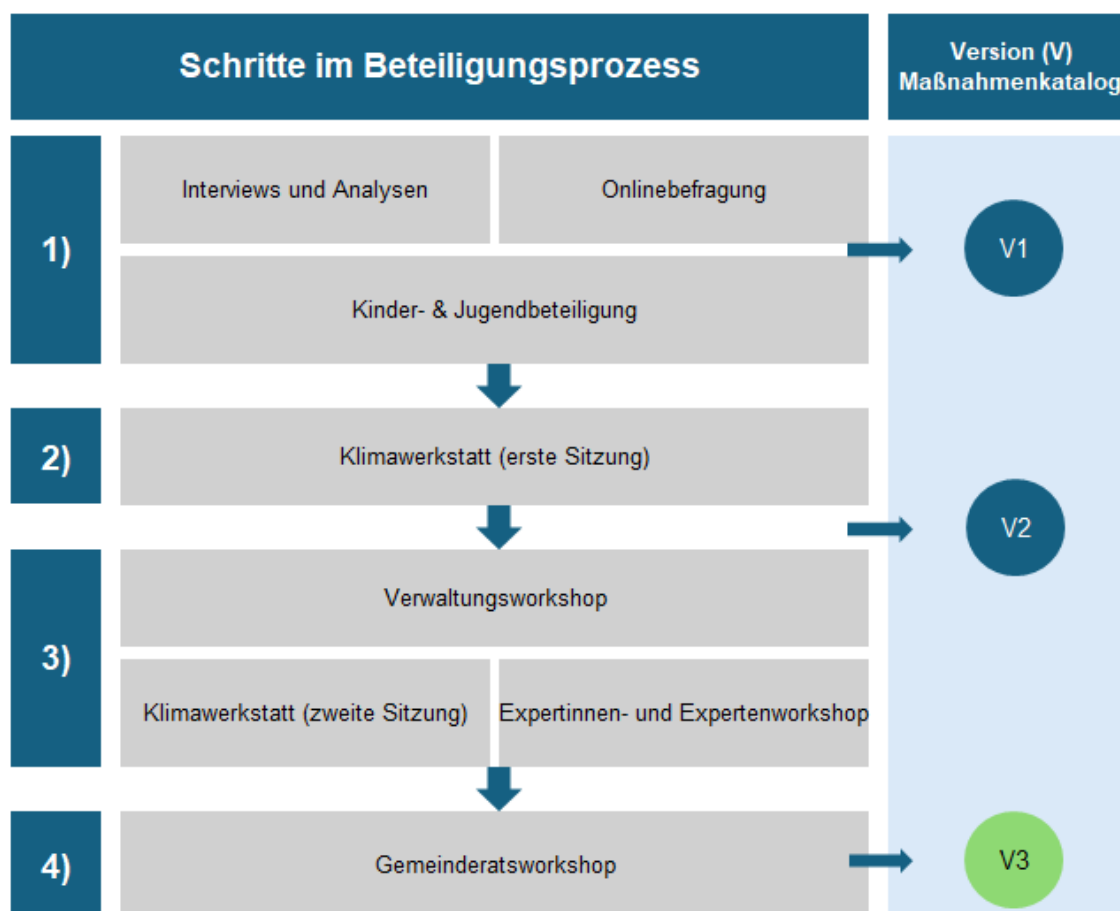 Schritte im Beteiligungsprozess
Version (V)
Maßnahmenkatalog
1)
Interviews und Analysen
Onlinebefragung
Kinder- & Jugendbeteiligung
V1
2)
Klimawerkstatt (erste Sitzung)
V2
3)
Verwaltungsworkshop
Klimawerkstatt (zweite Sitzung)
Expertinnen- und Expertenworkshop
4)
Gemeinderatsworkshop
V3